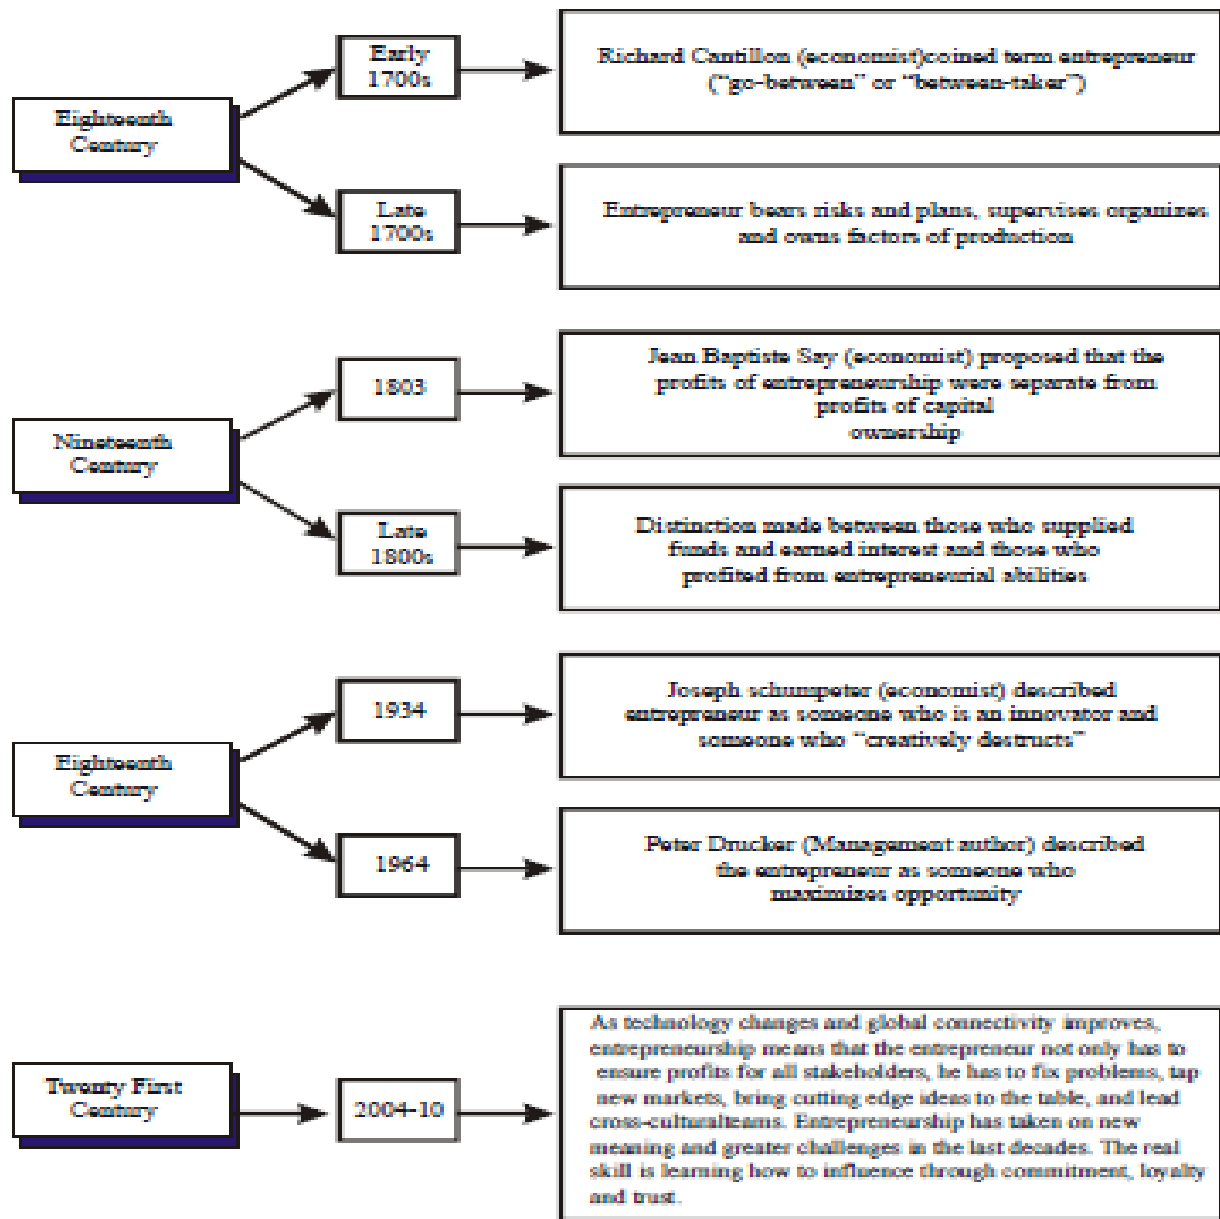 Eighteenth
Century
Early
1700s
Richard Cantillon (economist)coined term entrepreneur
(“go-between” or “between-taker”)
Late
1700s
Entrepreneur bears risks and plans, supervises organizes
and owns factors of production
Nineteenth
Century
1803
Jean Baptiste Say (economist) proposed that the
profits of entrepreneurship were separate from
profits of capital
ownership
Late
1800s
Distinction made between those who supplied
funds and earned interest and those who
profited from entrepreneurial abilities
Eighteenth
Century
1934
Joseph schumpeter (economist) described
entrepreneur as someone who is an innovator and
someone who “creatively destructs”
1964
Peter Drucker (Management author) described
the entrepreneur as someone who
maximizes opportunity
Twenty First
Century
2004-10
As technology changes and global connectivity improves,
entrepreneurship means that the entrepreneur not only has to
ensure profits for all stakeholders, he has to fix problems, tap
new markets, bring cutting edge ideas to the table, and lead
cross-culturalteams. Entrepreneurship has taken on new
meaning and greater challenges in the last decades. The real
skill is learning how to influence through commitment, loyalty
and trust.